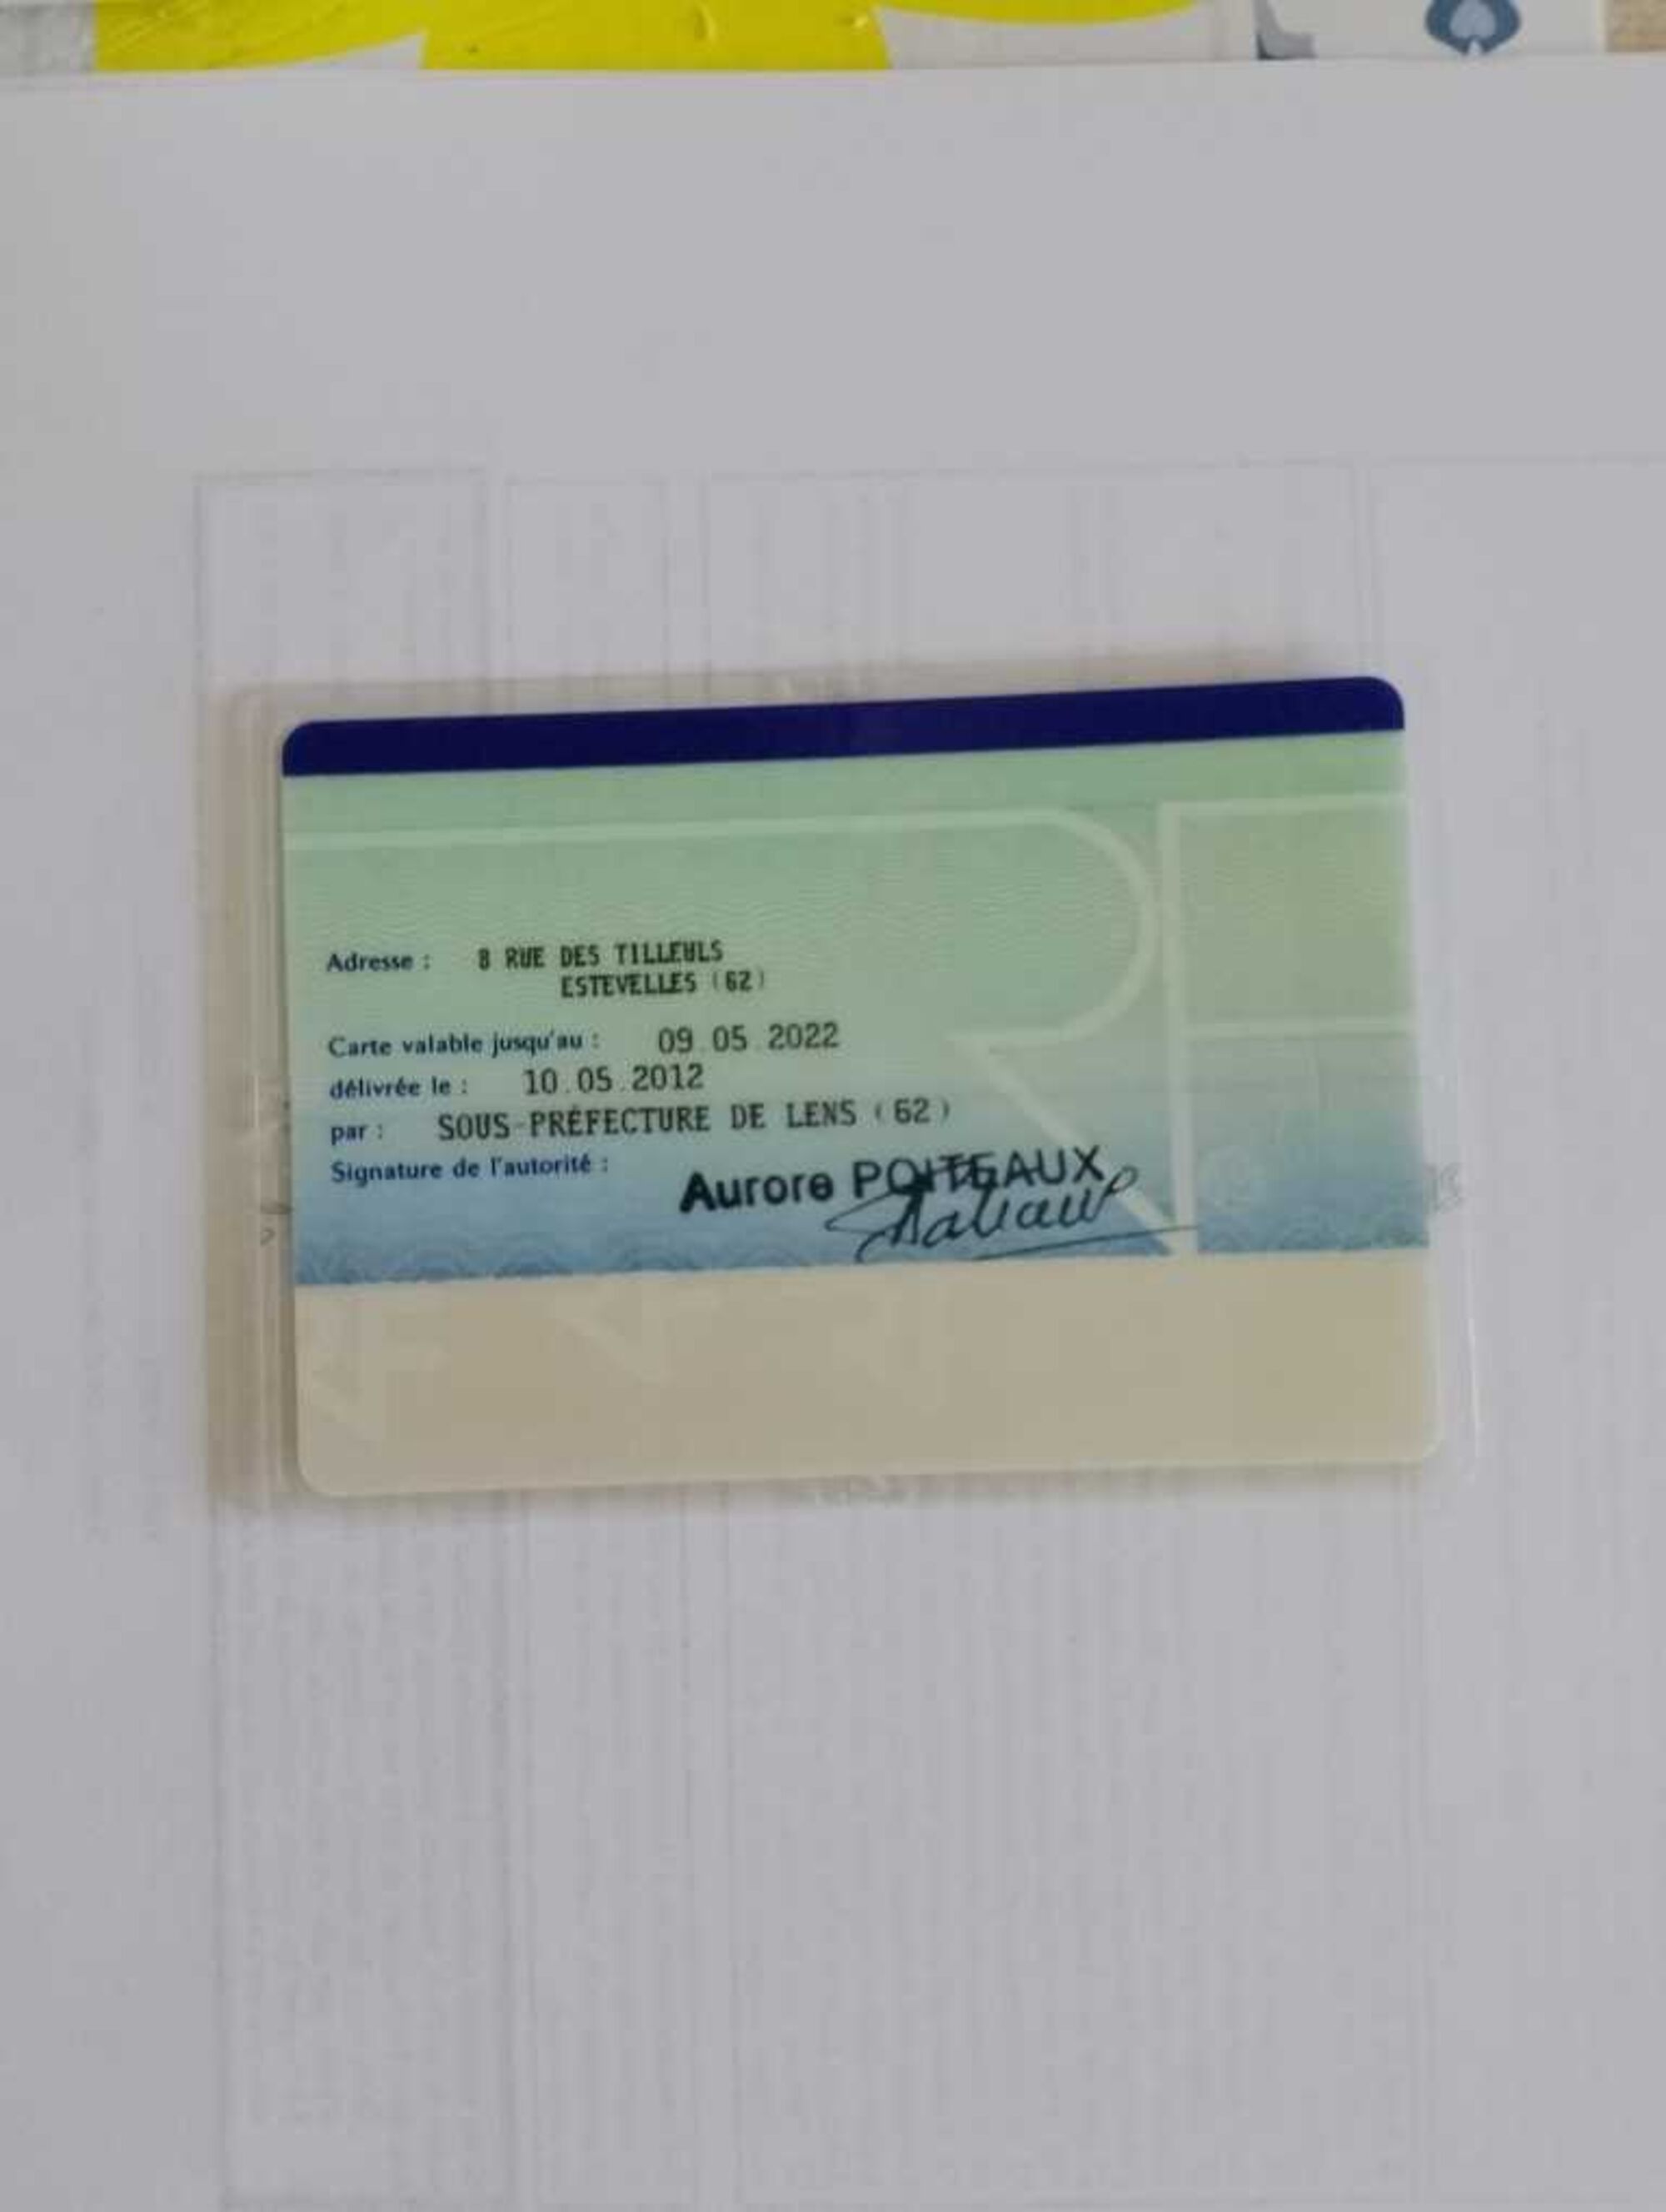 Adresse : 8 RUE DES TILLEULS
ESTEVELLES (62)
Carte valable jusqu'au : 09.05.2022
délivrée le : 10.05.2012
par : SOUS-PRÉFECTURE DE LENS (62)
Signature de l'autorité :
Aurore POITEAUX
RF